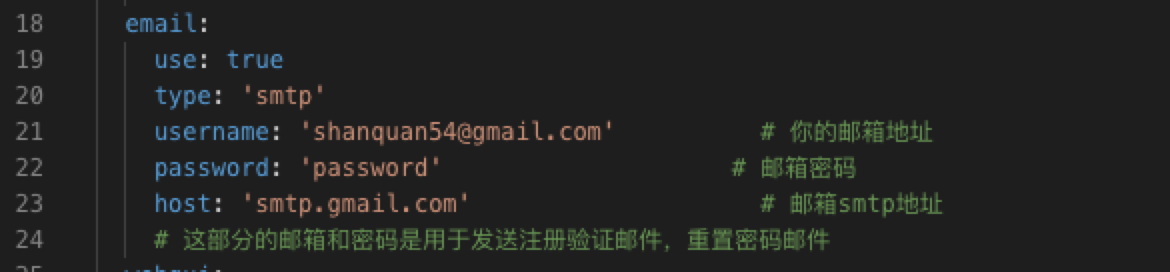 18 email:
19 use: true
20 type: 'smtp'
21 username: 'shanquan54@gmail.com' # 你的邮箱地址
22 password: 'password' # 邮箱密码
23 host: 'smtp.gmail.com' # 邮箱smtp地址
24 # 这部分的邮箱和密码是用于发送注册验证邮件，重置密码邮件